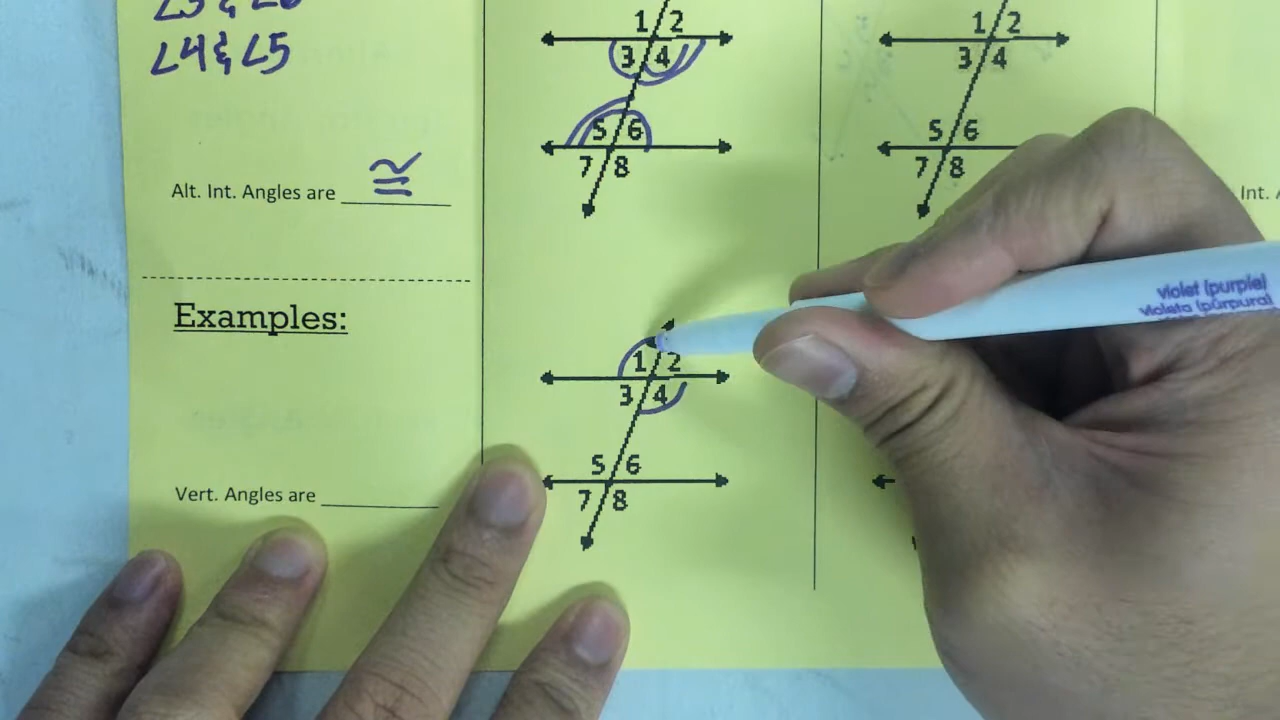 ∠3 & ∠6
∠4 & ∠5
Alt. Int. Angles are ≅
Examples:
Vert. Angles are
1 2
3 4
5 6
7 8
1 2
3 4
5 6
7 8
1 2
3 4
5 6
7 8
Int.
violet (purple)
violeta (púrpura)